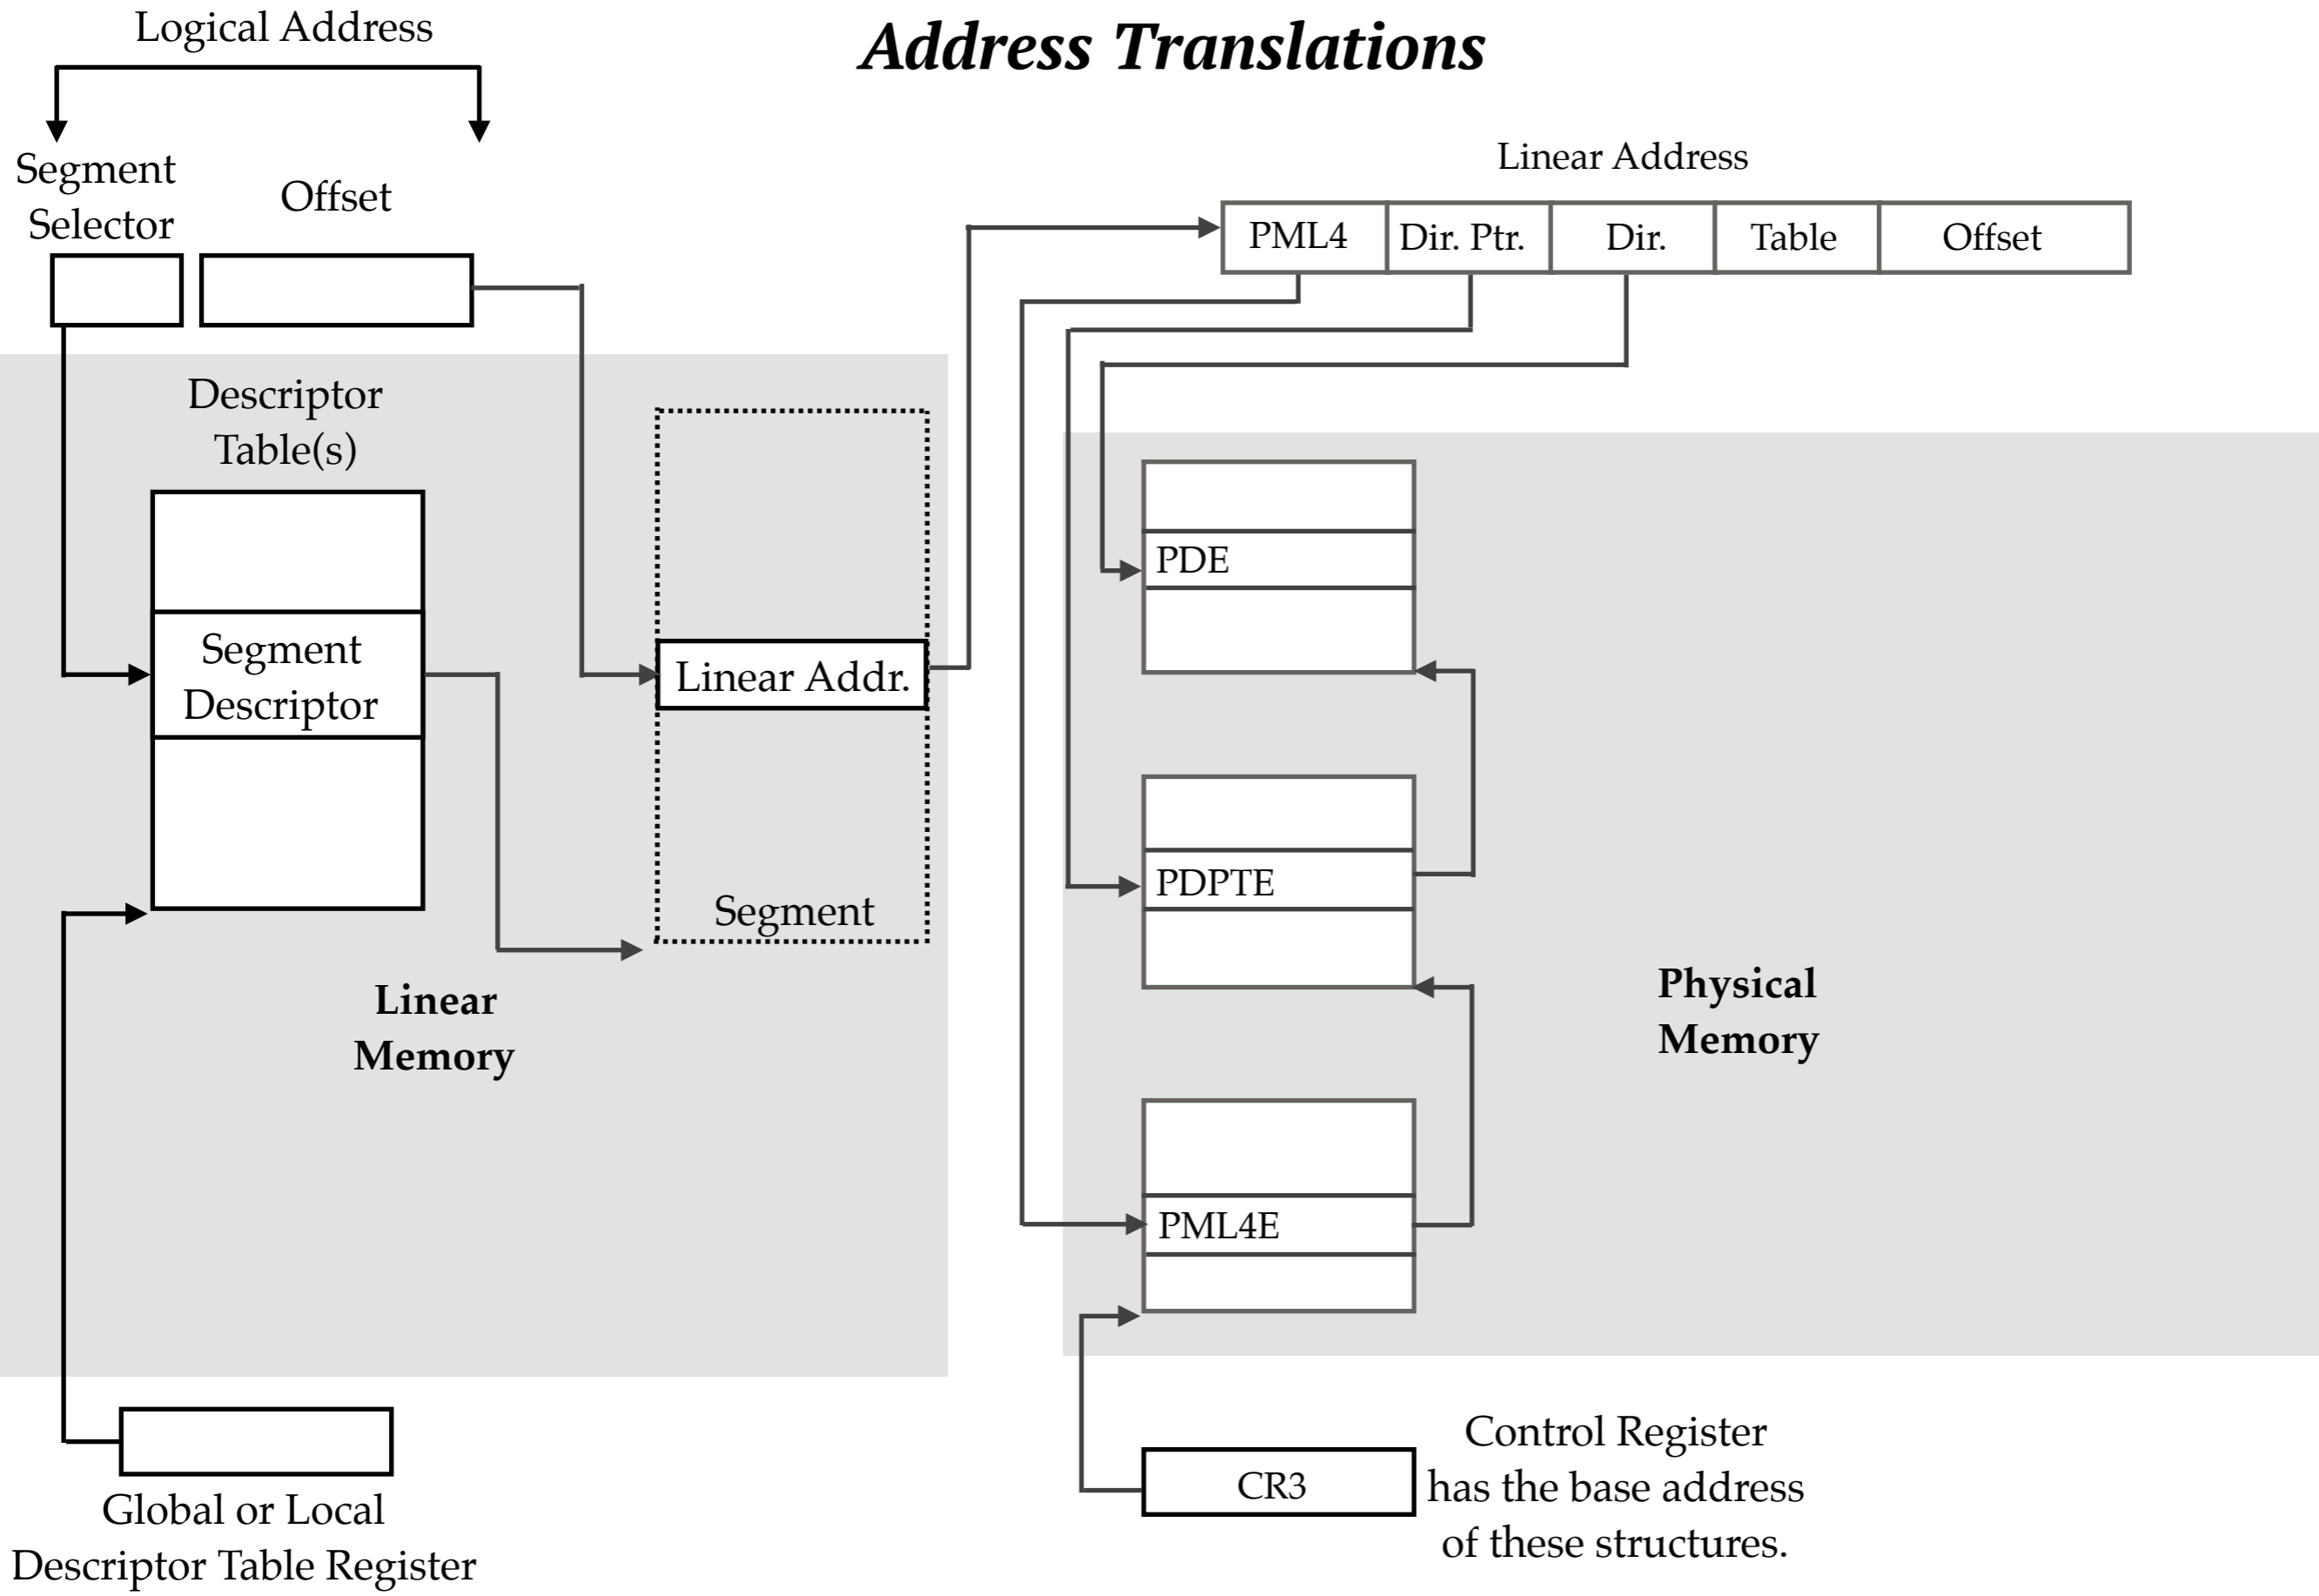 Address Translations
Logical Address
Segment
Selector
Offset
Descriptor
Table(s)
Segment
Descriptor
Linear Addr.
Segment
Linear
Memory
Global or Local
Descriptor Table Register
Linear Address
PML4
Dir. Ptr.
Dir.
Table
Offset
PDE
PDPTE
PML4E
Physical
Memory
CR3
Control Register
has the base address
of these structures.